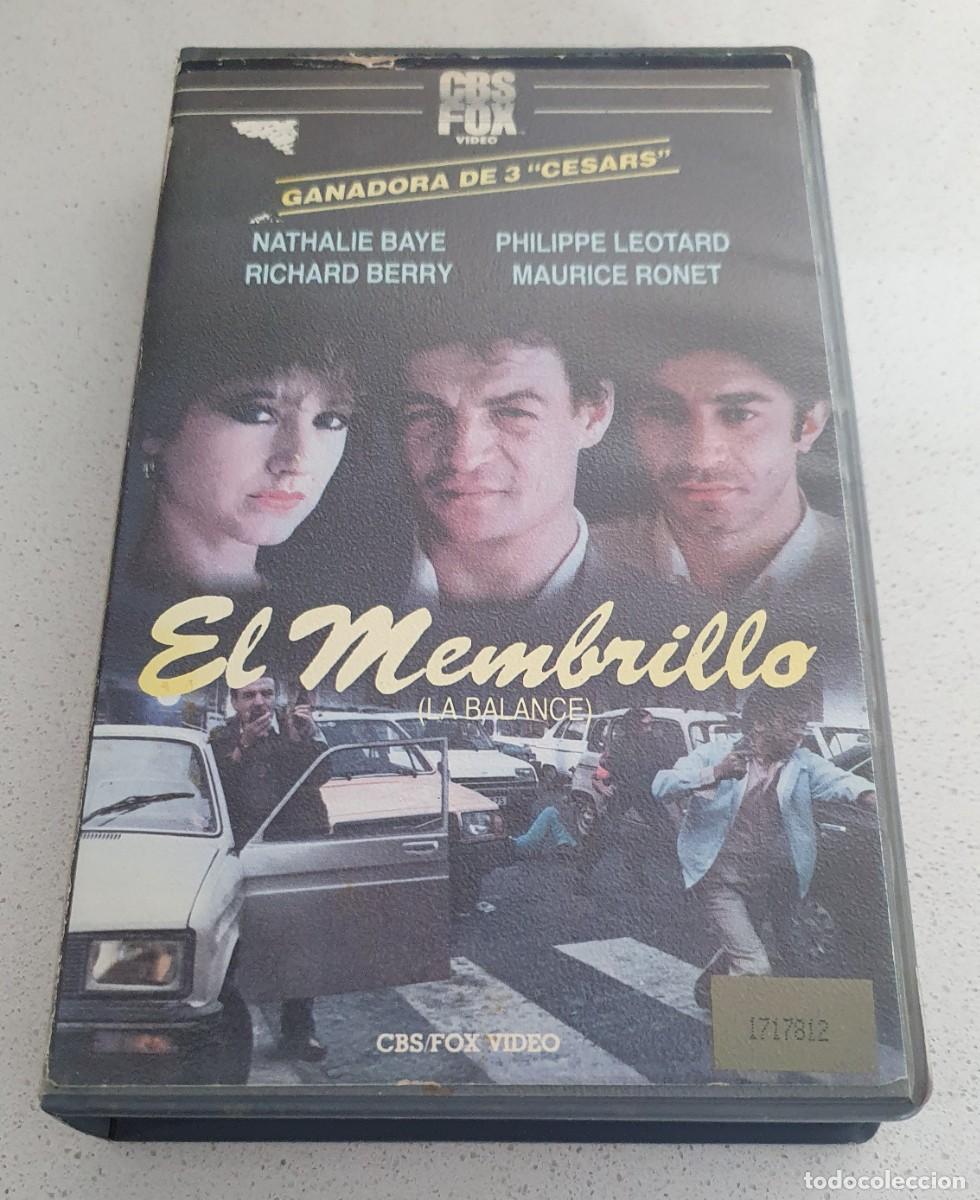 CBS
FOX
VIDEO
GANADORA DE 3 "CESARS"
NATHALIE BAYE PHILIPPE LEOTARD
RICHARD BERRY MAURICE RONET
El Membrillo
(LA BALANCE)
CBS/FOX VIDEO
1717812
todocoleccion